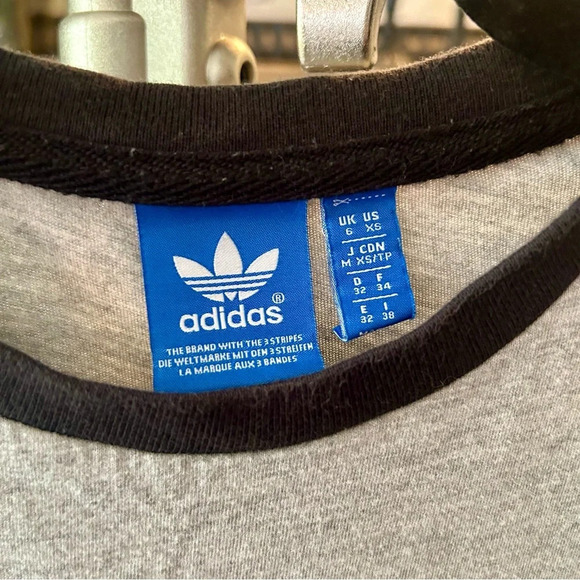 adidas
®
THE BRAND WITH THE 3 STRIPES
DIE WELTMARKE MIT DEN 3 STREIFEN
LA MARQUE AUX 3 BANDES
UK US
6 XS
J CDN
M XS/TP
D F
32 34
E I
32 38